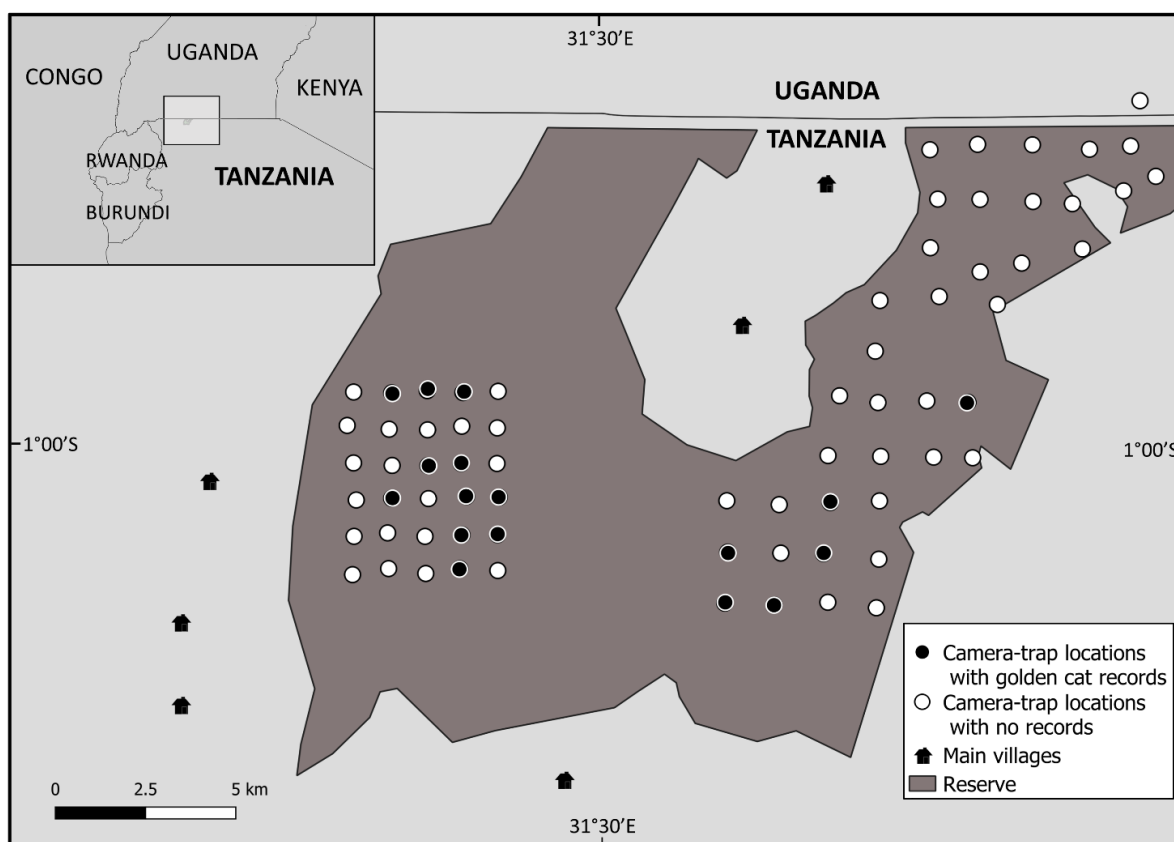 31°30'E
UGANDA
CONGO
KENYA
RWANDA
TANZANIA
BURUNDI
UGANDA
TANZANIA
1°00'S
1°00'S
Camera-trap locations
with golden cat records
Camera-trap locations
with no records
Main villages
Reserve
0 2.5 5 km
31°30'E